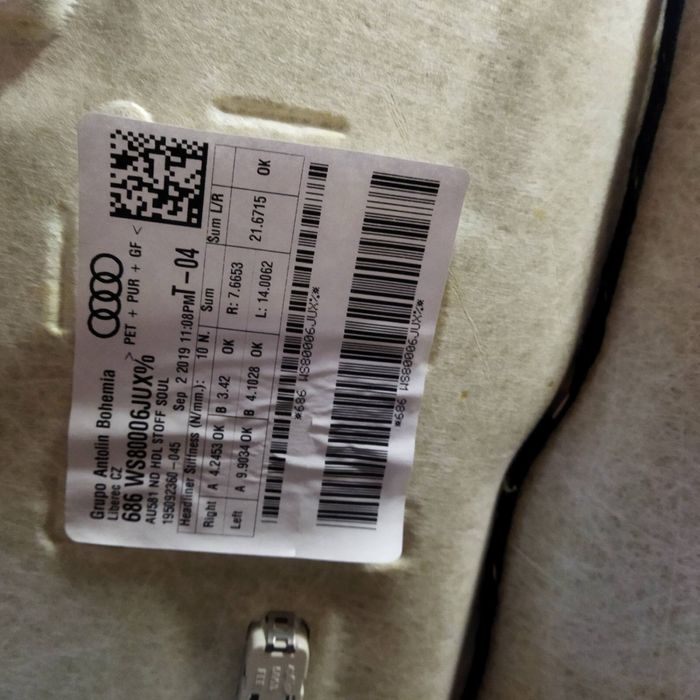 Grupo Antolin Bohemia
Liberec CZ
> PET + PUR + GF <
686 WS80006JUX%
AU581 ND HDL STOFF SOUL
195092360-045 Sep 2 2019 11:08PM T-04
Headliner Stiffness (N/mm.): 10 N. Sum Sum L/R
Right A 4.2453 OK B 3.42 OK R: 7.6653 21.6715 OK
Left A 9.9034 OK B 4.1028 OK L: 14.0062
*686 WS80006JUX%*
*686 WS80006JUX%*